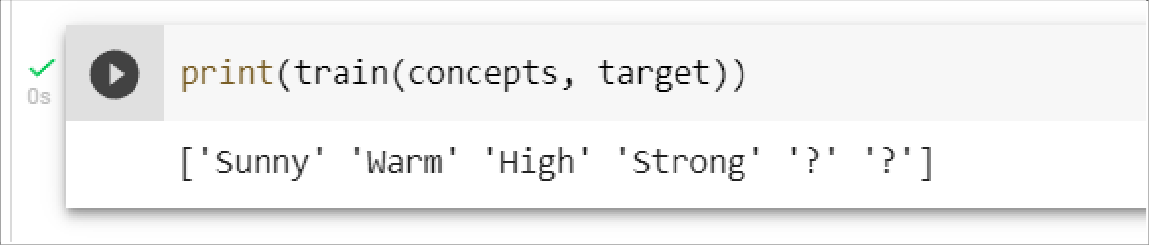 print(train(concepts, target))
0s
['Sunny' 'Warm' 'High' 'Strong' '?' '?']